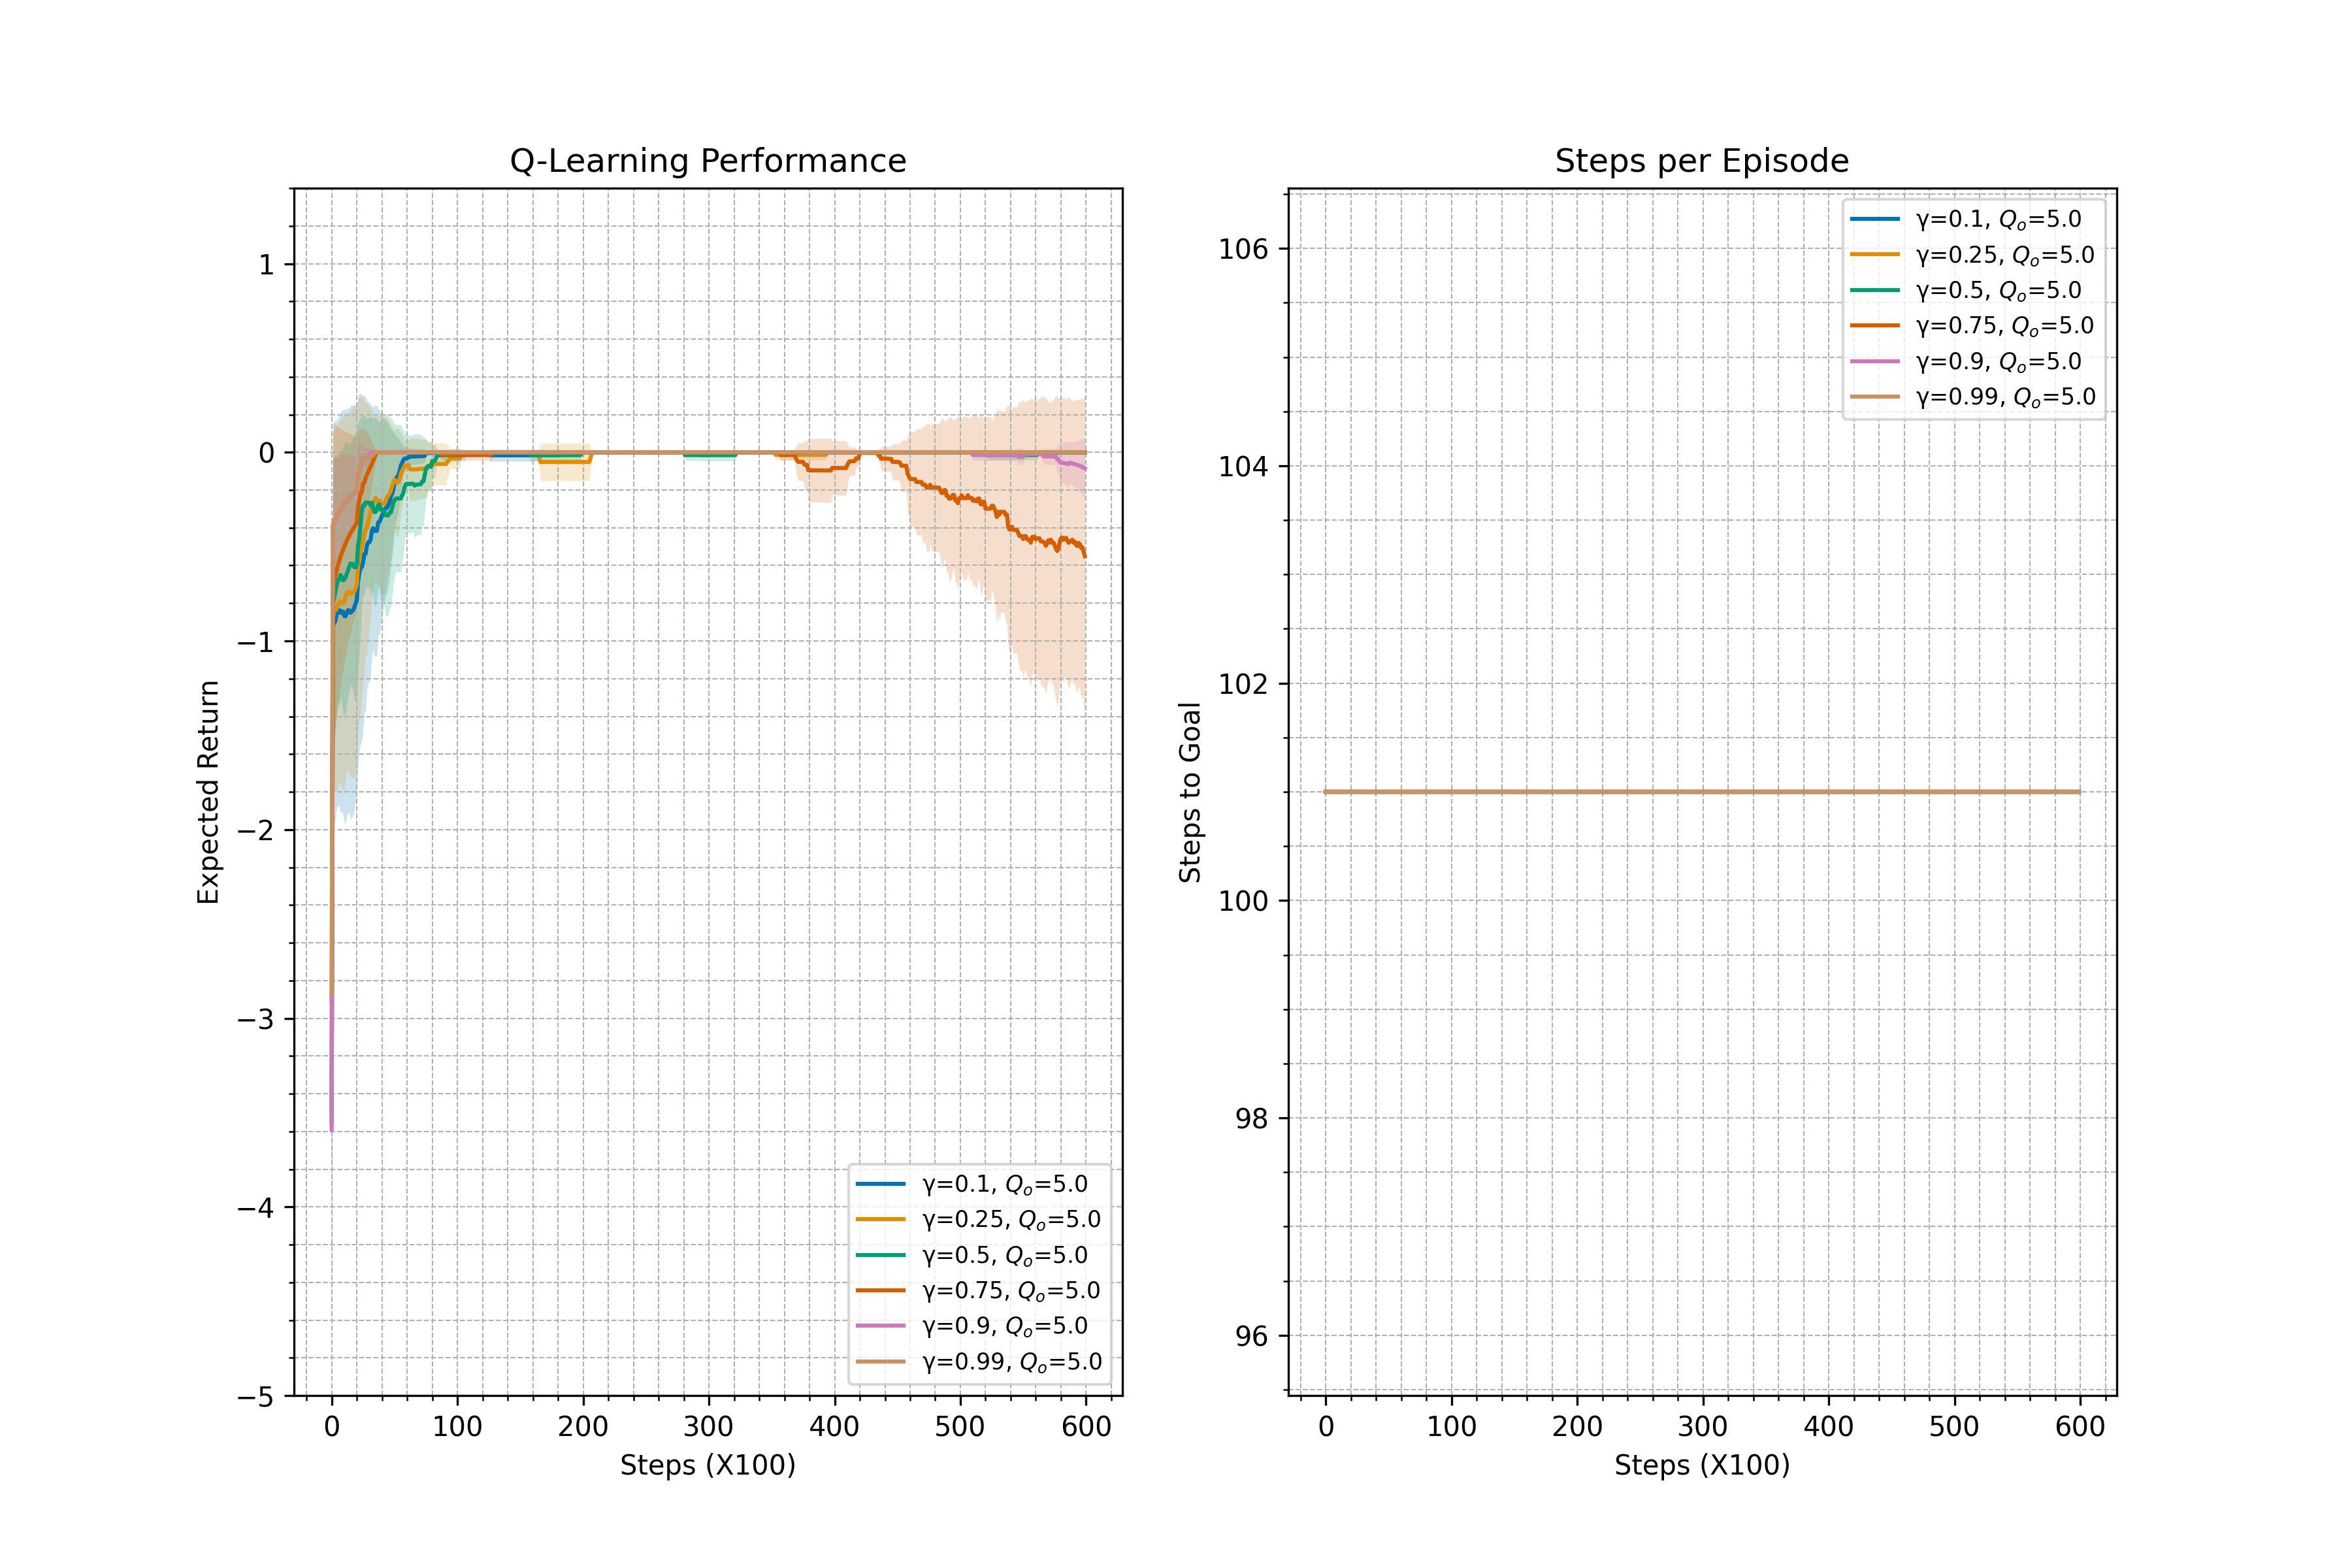 Q-Learning Performance
1
0
−1
−2
−3
−4
−5
Expected Return
0 100 200 300 400 500 600
Steps (X100)
γ=0.1, Qo=5.0
γ=0.25, Qo=5.0
γ=0.5, Qo=5.0
γ=0.75, Qo=5.0
γ=0.9, Qo=5.0
γ=0.99, Qo=5.0
Steps per Episode
106
104
102
100
98
96
Steps to Goal
0 100 200 300 400 500 600
Steps (X100)
γ=0.1, Qo=5.0
γ=0.25, Qo=5.0
γ=0.5, Qo=5.0
γ=0.75, Qo=5.0
γ=0.9, Qo=5.0
γ=0.99, Qo=5.0